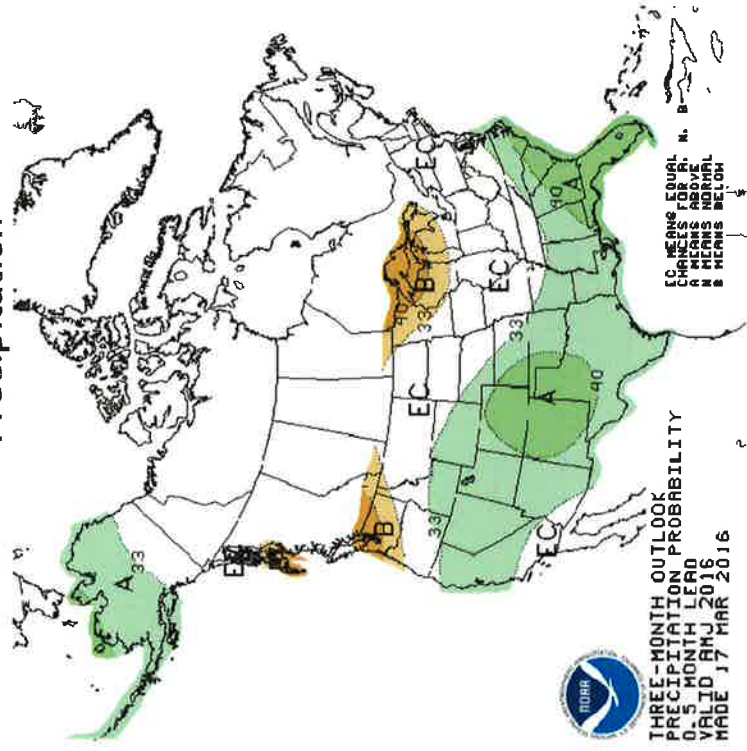 Precipitation
A
33
EC
B
33
EC
40
33
B
EC
EC
33
A
40
EC
40
A
NOAA
THREE-MONTH OUTLOOK
PRECIPITATION PROBABILITY
0.5 MONTH LEAD
VALID AMJ 2016
MADE 17 MAR 2016
EC MEANS EQUAL
CHANCES FOR A, N, B
A MEANS ABOVE
N MEANS NORMAL
B MEANS BELOW